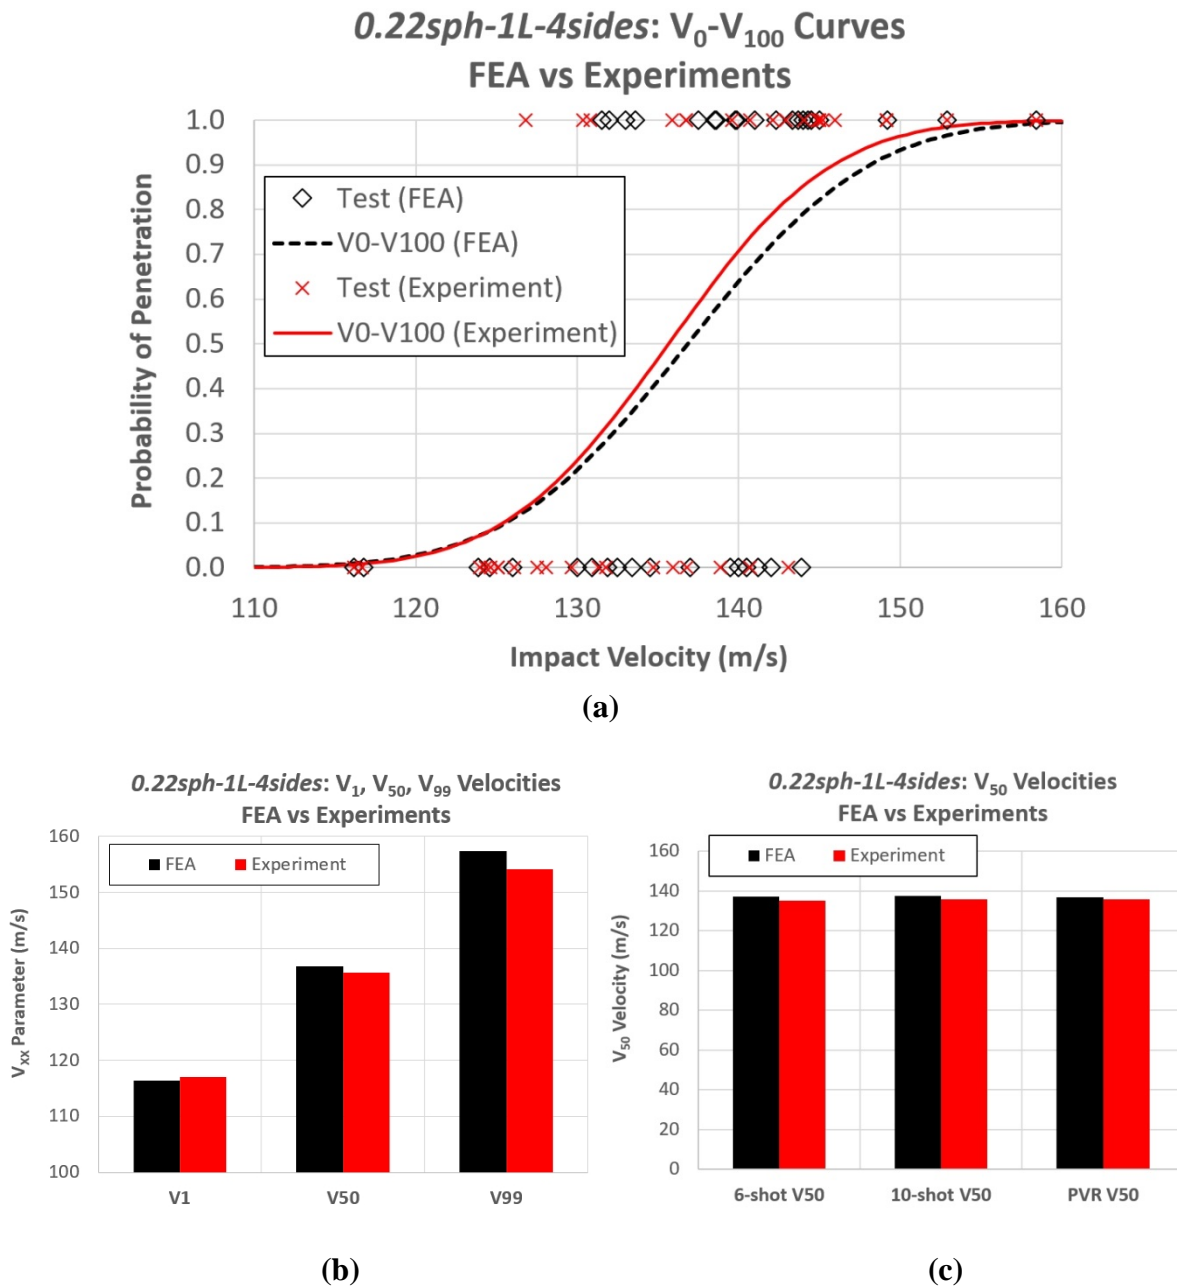 0.22sph-1L-4sides: V₀-V₁₀₀ Curves
FEA vs Experiments
1.0
0.9
0.8
0.7
0.6
0.5
0.4
0.3
0.2
0.1
0.0
Probability of Penetration
Test (FEA)
V0-V100 (FEA)
Test (Experiment)
V0-V100 (Experiment)
110 120 130 140 150 160
Impact Velocity (m/s)
(a)
0.22sph-1L-4sides: V₁, V₅₀, V₉₉ Velocities
FEA vs Experiments
FEA Experiment
160
150
140
130
120
110
100
V_XX Parameter (m/s)
V1 V50 V99
(b)
0.22sph-1L-4sides: V₅₀ Velocities
FEA vs Experiments
FEA Experiment
160
140
120
100
80
60
40
20
0
V₅₀ Velocity (m/s)
6-shot V50 10-shot V50 PVR V50
(c)